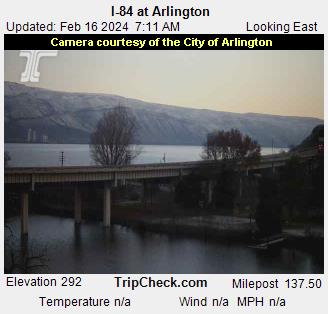 I-84 at Arlington
Updated: Feb 16 2024 7:11 AM Looking East
Camera courtesy of the City of Arlington
Elevation 292 TripCheck.com Milepost 137.50
Temperature n/a Wind n/a MPH n/a